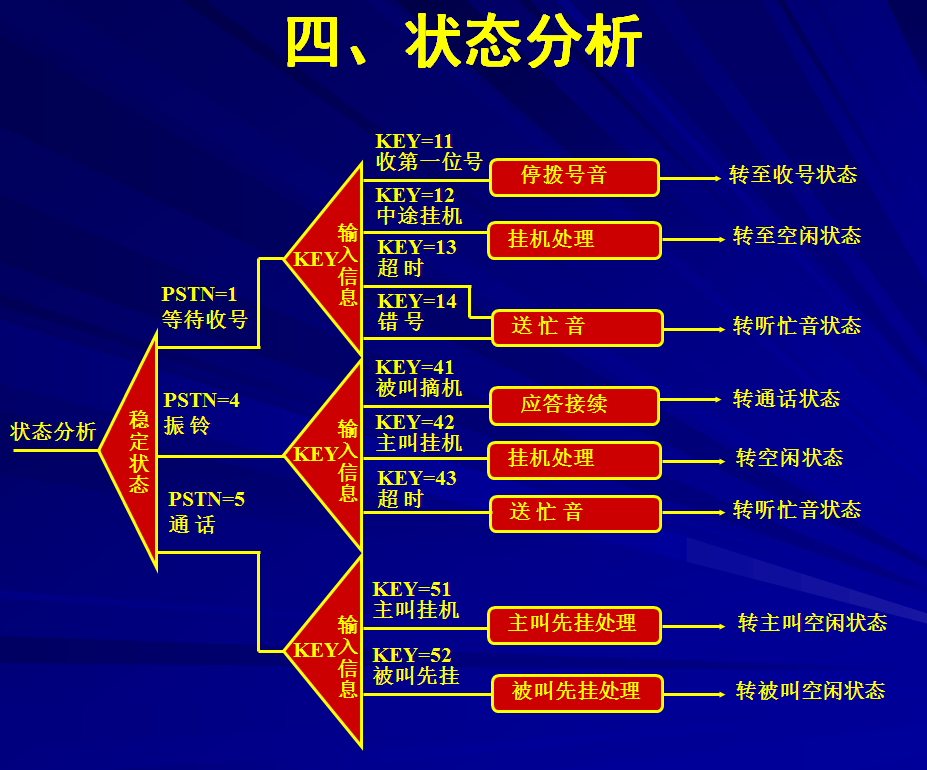 四、状态分析
状态分析
稳定状态
PSTN=1
等待收号
PSTN=4
振铃
PSTN=5
通话
KEY
输入信息
KEY=11
收第一位号
停拨号音
转至收号状态
KEY=12
中途挂机
挂机处理
转至空闲状态
KEY=13
超时
KEY=14
错号
送忙音
转听忙音状态
KEY
输入信息
KEY=41
被叫摘机
应答接续
转通话状态
KEY=42
主叫挂机
挂机处理
转空闲状态
KEY=43
超时
送忙音
转听忙音状态
KEY
输入信息
KEY=51
主叫挂机
主叫先挂处理
转主叫空闲状态
KEY=52
被叫先挂
被叫先挂处理
转被叫空闲状态